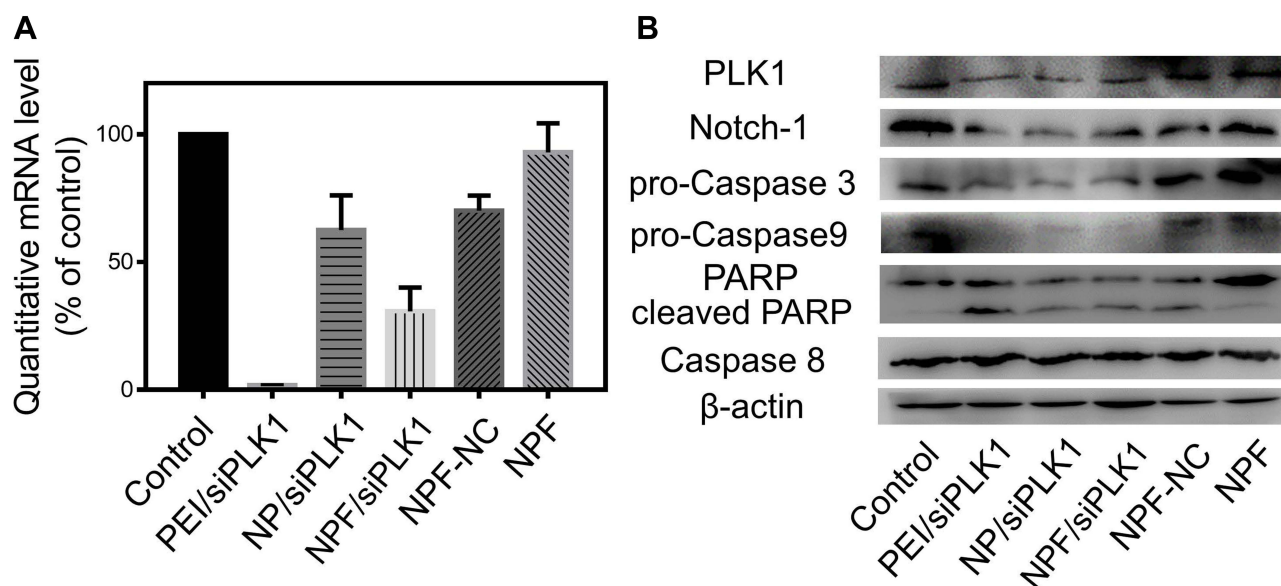 A
Quantitative mRNA level
(% of control)
100
50
0
Control
PEI/siPLK1
NP/siPLK1
NPF/siPLK1
NPF-NC
NPF
B
PLK1
Notch-1
pro-Caspase 3
pro-Caspase9
PARP
cleaved PARP
Caspase 8
β-actin
Control
PEI/siPLK1
NP/siPLK1
NPF/siPLK1
NPF-NC
NPF